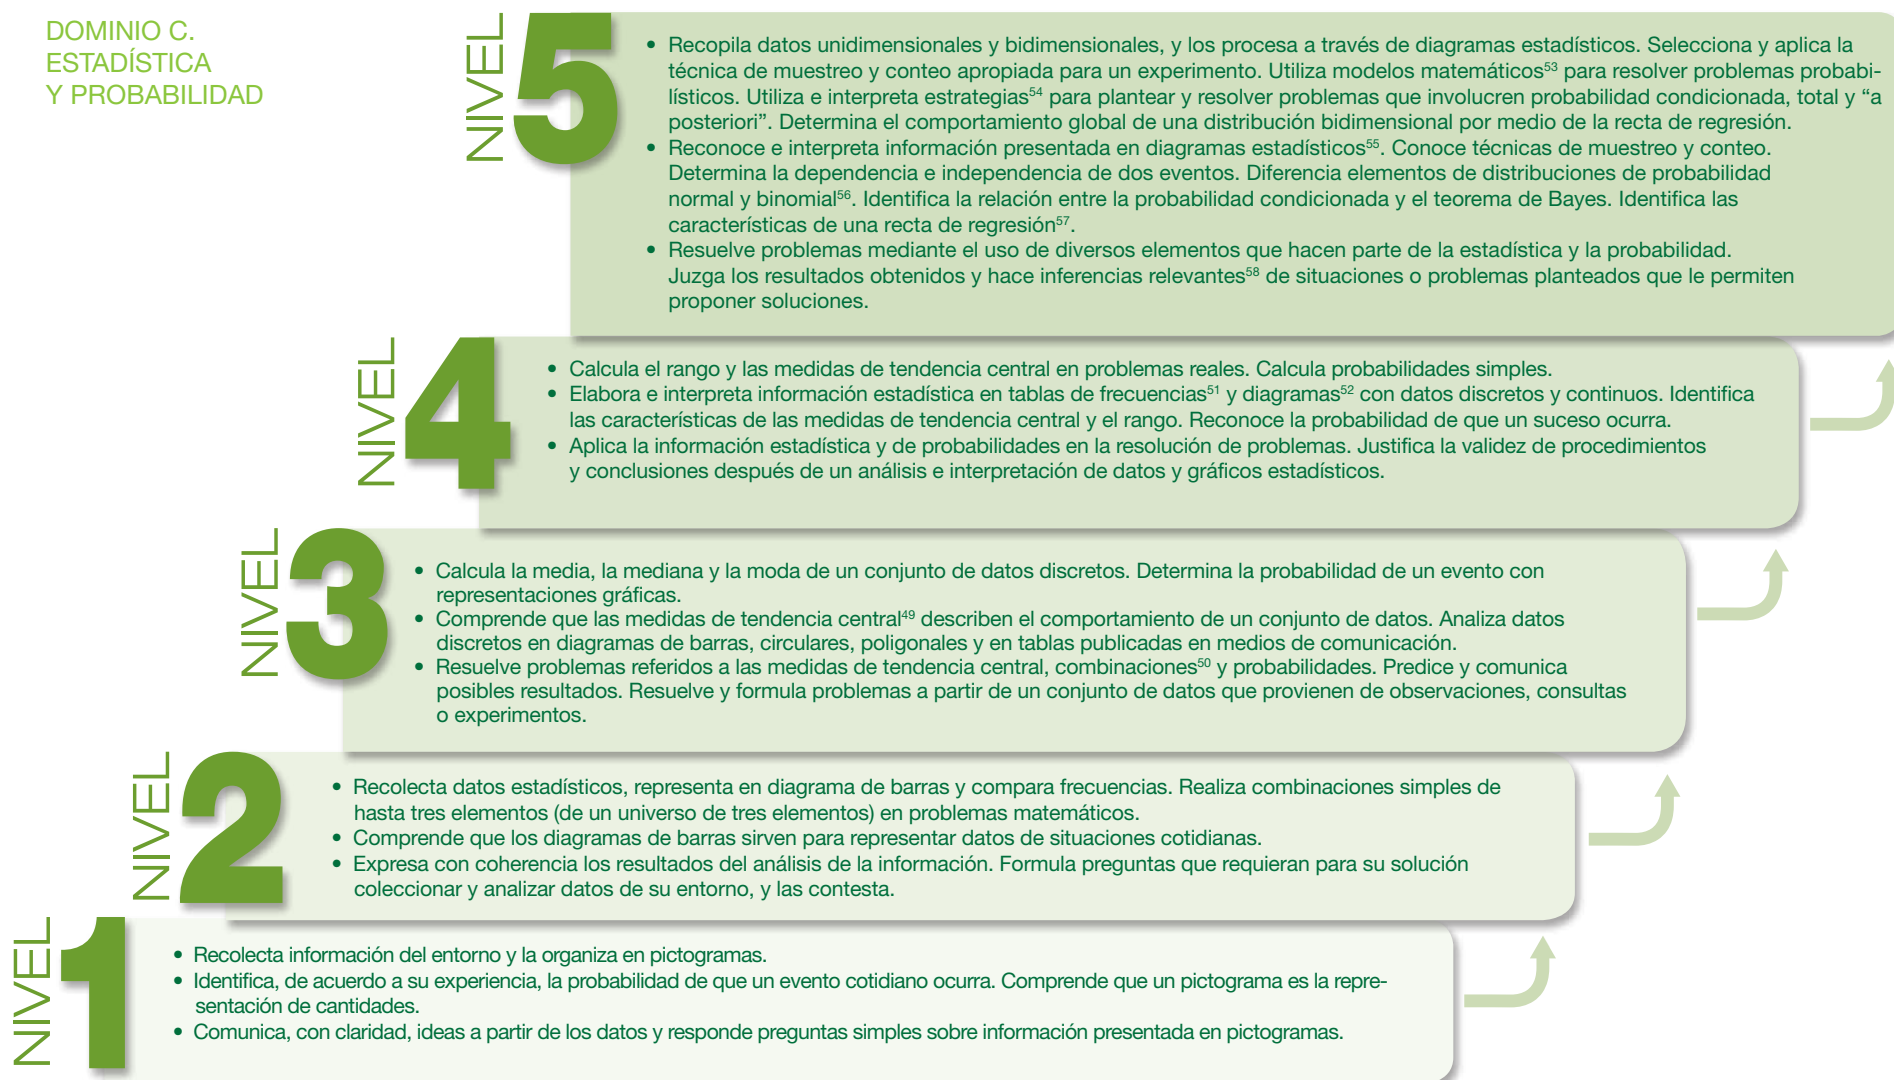 DOMINIO C.
ESTADÍSTICA
Y PROBABILIDAD
NIVEL 5
• Recopila datos unidimensionales y bidimensionales, y los procesa a través de diagramas estadísticos. Selecciona y aplica la
técnica de muestreo y conteo apropiada para un experimento. Utiliza modelos matemáticos⁵³ para resolver problemas probabi-
lísticos. Utiliza e interpreta estrategias⁵⁴ para plantear y resolver problemas que involucren probabilidad condicionada, total y “a
posteriori”. Determina el comportamiento global de una distribución bidimensional por medio de la recta de regresión.
• Reconoce e interpreta información presentada en diagramas estadísticos⁵⁵. Conoce técnicas de muestreo y conteo.
Determina la dependencia e independencia de dos eventos. Diferencia elementos de distribuciones de probabilidad
normal y binomial⁵⁶. Identifica la relación entre la probabilidad condicionada y el teorema de Bayes. Identifica las
características de una recta de regresión⁵⁷.
• Resuelve problemas mediante el uso de diversos elementos que hacen parte de la estadística y la probabilidad.
Juzga los resultados obtenidos y hace inferencias relevantes⁵⁸ de situaciones o problemas planteados que le permiten
proponer soluciones.
NIVEL 4
• Calcula el rango y las medidas de tendencia central en problemas reales. Calcula probabilidades simples.
• Elabora e interpreta información estadística en tablas de frecuencias⁵¹ y diagramas⁵² con datos discretos y continuos. Identifica
las características de las medidas de tendencia central y el rango. Reconoce la probabilidad de que un suceso ocurra.
• Aplica la información estadística y de probabilidades en la resolución de problemas. Justifica la validez de procedimientos
y conclusiones después de un análisis e interpretación de datos y gráficos estadísticos.
NIVEL 3
• Calcula la media, la mediana y la moda de un conjunto de datos discretos. Determina la probabilidad de un evento con
representaciones gráficas.
• Comprende que las medidas de tendencia central⁴⁹ describen el comportamiento de un conjunto de datos. Analiza datos
discretos en diagramas de barras, circulares, poligonales y en tablas publicadas en medios de comunicación.
• Resuelve problemas referidos a las medidas de tendencia central, combinaciones⁵⁰ y probabilidades. Predice y comunica
posibles resultados. Resuelve y formula problemas a partir de un conjunto de datos que provienen de observaciones, consultas
o experimentos.
NIVEL 2
• Recolecta datos estadísticos, representa en diagrama de barras y compara frecuencias. Realiza combinaciones simples de
hasta tres elementos (de un universo de tres elementos) en problemas matemáticos.
• Comprende que los diagramas de barras sirven para representar datos de situaciones cotidianas.
• Expresa con coherencia los resultados del análisis de la información. Formula preguntas que requieran para su solución
coleccionar y analizar datos de su entorno, y las contesta.
NIVEL 1
• Recolecta información del entorno y la organiza en pictogramas.
• Identifica, de acuerdo a su experiencia, la probabilidad de que un evento cotidiano ocurra. Comprende que un pictograma es la repre-
sentación de cantidades.
• Comunica, con claridad, ideas a partir de los datos y responde preguntas simples sobre información presentada en pictogramas.